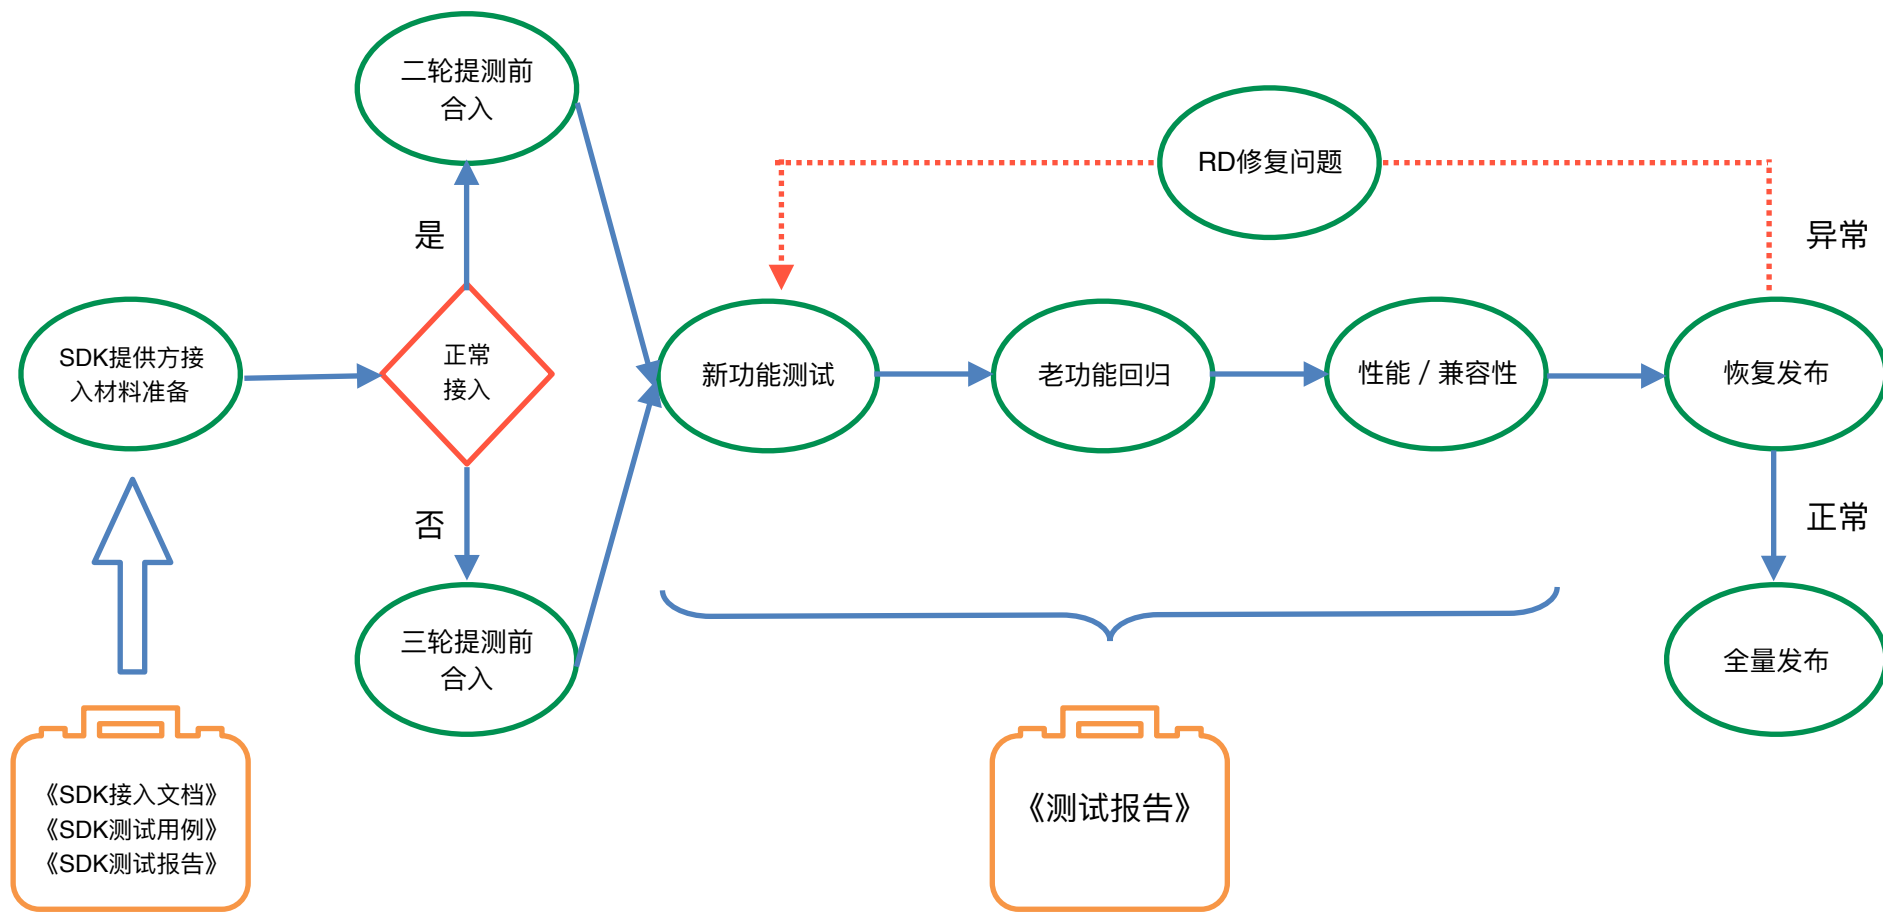 二轮提测前
合入
RD修复问题
是
异常
SDK提供方接
入材料准备
正常
接入
新功能测试
老功能回归
性能 / 兼容性
恢复发布
否
正常
三轮提测前
合入
全量发布
《SDK接入文档》
《SDK测试用例》
《SDK测试报告》
《测试报告》